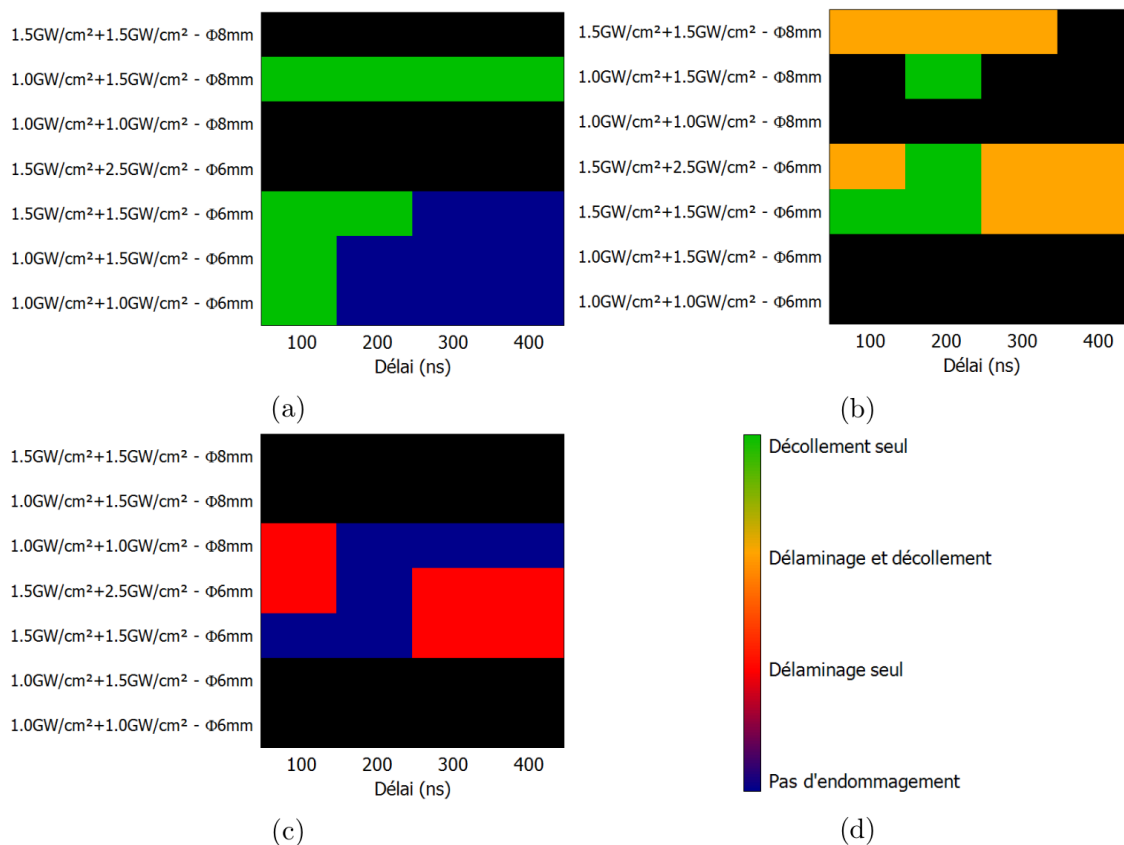 1.5GW/cm²+1.5GW/cm² - Φ8mm
1.0GW/cm²+1.5GW/cm² - Φ8mm
1.0GW/cm²+1.0GW/cm² - Φ8mm
1.5GW/cm²+2.5GW/cm² - Φ6mm
1.5GW/cm²+1.5GW/cm² - Φ6mm
1.0GW/cm²+1.5GW/cm² - Φ6mm
1.0GW/cm²+1.0GW/cm² - Φ6mm
100 200 300 400
Délai (ns)
(a)
1.5GW/cm²+1.5GW/cm² - Φ8mm
1.0GW/cm²+1.5GW/cm² - Φ8mm
1.0GW/cm²+1.0GW/cm² - Φ8mm
1.5GW/cm²+2.5GW/cm² - Φ6mm
1.5GW/cm²+1.5GW/cm² - Φ6mm
1.0GW/cm²+1.5GW/cm² - Φ6mm
1.0GW/cm²+1.0GW/cm² - Φ6mm
100 200 300 400
Délai (ns)
(b)
1.5GW/cm²+1.5GW/cm² - Φ8mm
1.0GW/cm²+1.5GW/cm² - Φ8mm
1.0GW/cm²+1.0GW/cm² - Φ8mm
1.5GW/cm²+2.5GW/cm² - Φ6mm
1.5GW/cm²+1.5GW/cm² - Φ6mm
1.0GW/cm²+1.5GW/cm² - Φ6mm
1.0GW/cm²+1.0GW/cm² - Φ6mm
100 200 300 400
Délai (ns)
(c)
Décollement seul
Délaminage et décollement
Délaminage seul
Pas d'endommagement
(d)